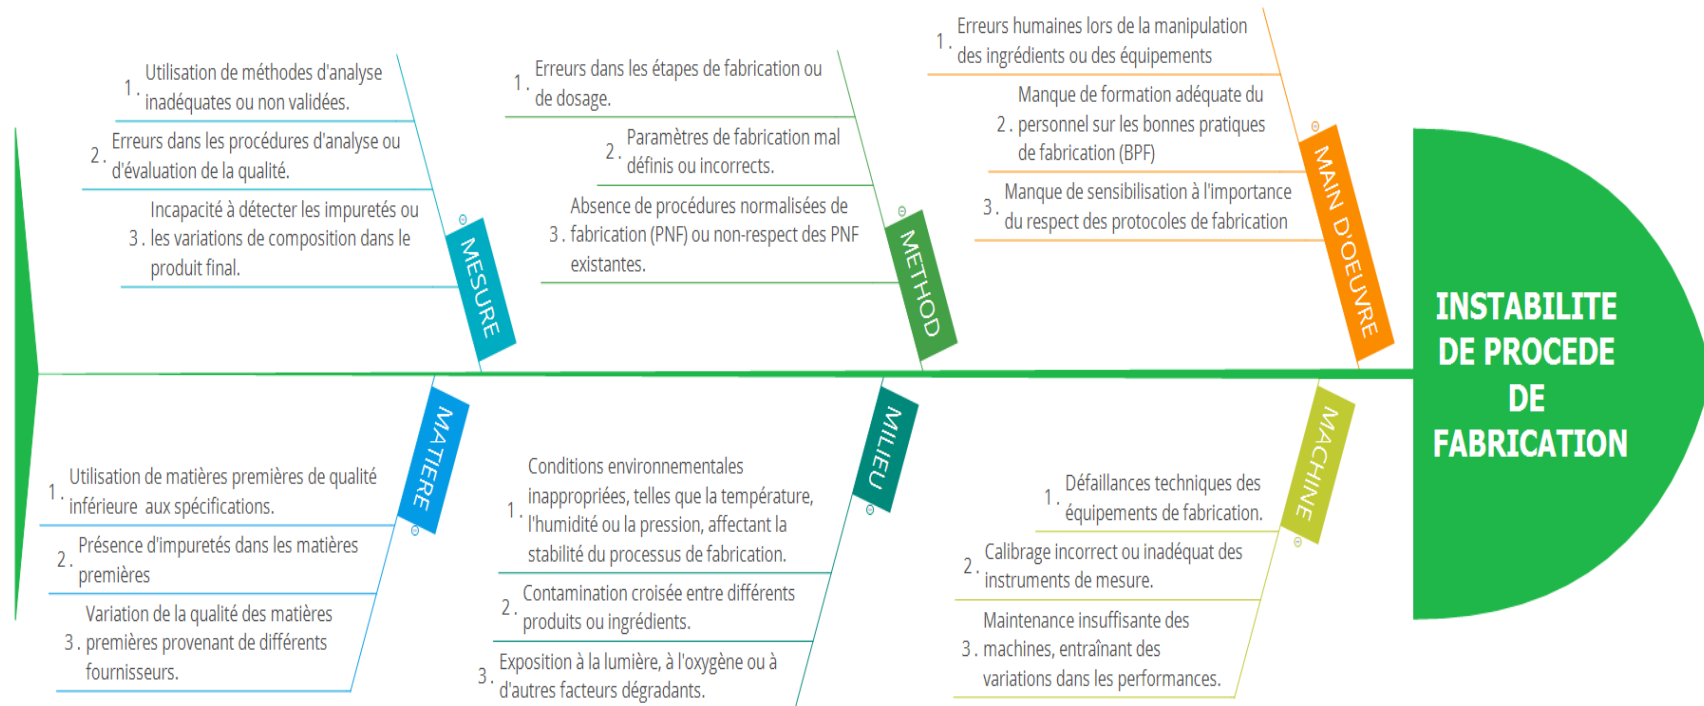 1. Utilisation de méthodes d'analyse
inadéquates ou non validées.
2. Erreurs dans les procédures d'analyse ou
d'évaluation de la qualité.
3. Incapacité à détecter les impuretés ou
les variations de composition dans le
produit final.
MESURE
1. Erreurs dans les étapes de fabrication ou
de dosage.
2. Paramètres de fabrication mal
définis ou incorrects.
3. Absence de procédures normalisées de
fabrication (PNF) ou non-respect des PNF
existantes.
METHOD
1. Erreurs humaines lors de la manipulation
des ingrédients ou des équipements
2. Manque de formation adéquate du
personnel sur les bonnes pratiques
de fabrication (BPF)
3. Manque de sensibilisation à l'importance
du respect des protocoles de fabrication
MAIN D'OEUVRE
INSTABILITE
DE PROCEDE
DE
FABRICATION
MATIERE
1. Utilisation de matières premières de qualité
inférieure aux spécifications.
2. Présence d'impuretés dans les matières
premières
3. Variation de la qualité des matières
premières provenant de différents
fournisseurs.
MILIEU
1. Conditions environnementales
inappropriées, telles que la température,
l'humidité ou la pression, affectant la
stabilité du processus de fabrication.
2. Contamination croisée entre différents
produits ou ingrédients.
3. Exposition à la lumière, à l'oxygène ou à
d'autres facteurs dégradants.
MACHINE
1. Défaillances techniques des
équipements de fabrication.
2. Calibrage incorrect ou inadéquat des
instruments de mesure.
3. Maintenance insuffisante des
machines, entraînant des
variations dans les performances.